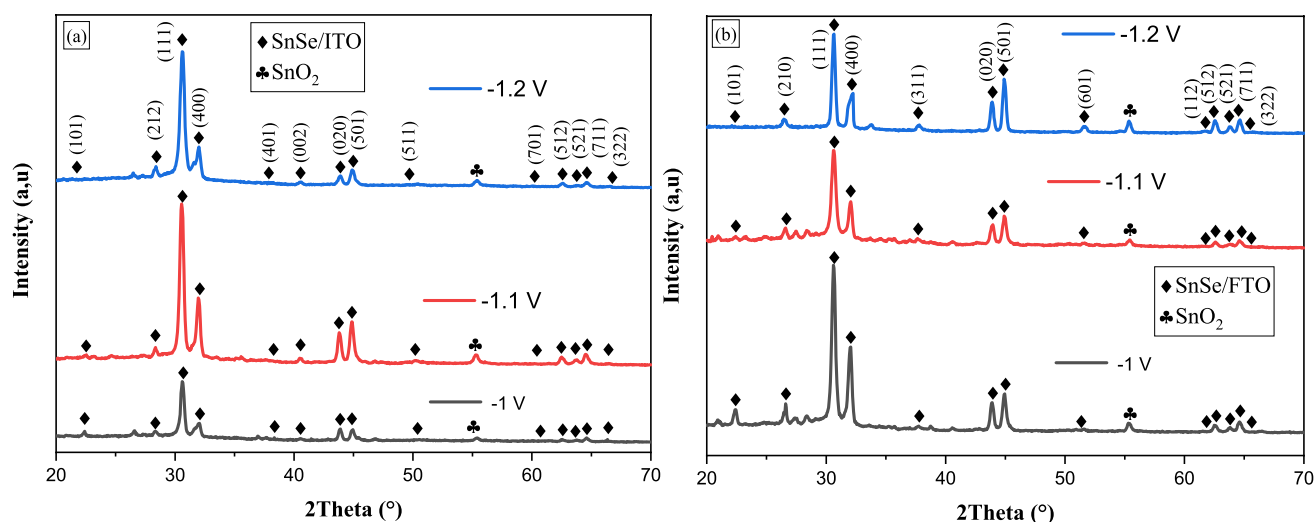 (a)
♦ SnSe/ITO
♣ SnO2
-1.2 V
(101)
(212)
(111)
(400)
(401)
(002)
(020)
(501)
(511)
(701)
(512)
(521)
(711)
(322)
-1.1 V
-1 V
Intensity (a,u)
20 30 40 50 60 70
2Theta (°)
(b)
-1.2 V
(101)
(210)
(111)
(400)
(311)
(020)
(501)
(601)
(112)
(512)
(521)
(711)
(322)
-1.1 V
♦ SnSe/FTO
♣ SnO2
-1 V
Intensity (a,u)
20 30 40 50 60 70
2Theta (°)